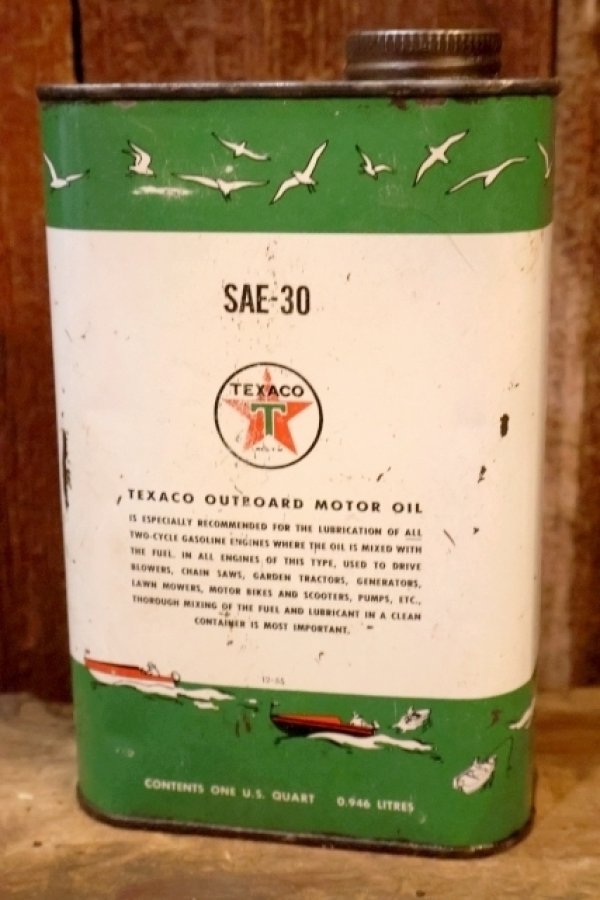 SAE-30
TEXACO
T
TEXACO OUTBOARD MOTOR OIL
IS ESPECIALLY RECOMMENDED FOR THE LUBRICATION OF ALL
TWO-CYCLE GASOLINE ENGINES WHERE THE OIL IS MIXED WITH
THE FUEL. IN ALL ENGINES OF THIS TYPE, USED TO DRIVE
BLOWERS, CHAIN SAWS, GARDEN TRACTORS, GENERATORS,
LAWN MOWERS, MOTOR BIKES AND SCOOTERS, PUMPS, ETC.,
THOROUGH MIXING OF THE FUEL AND LUBRICANT IN A CLEAN
CONTAINER IS MOST IMPORTANT.
CONTENTS ONE U.S. QUART 0.946 LITRES